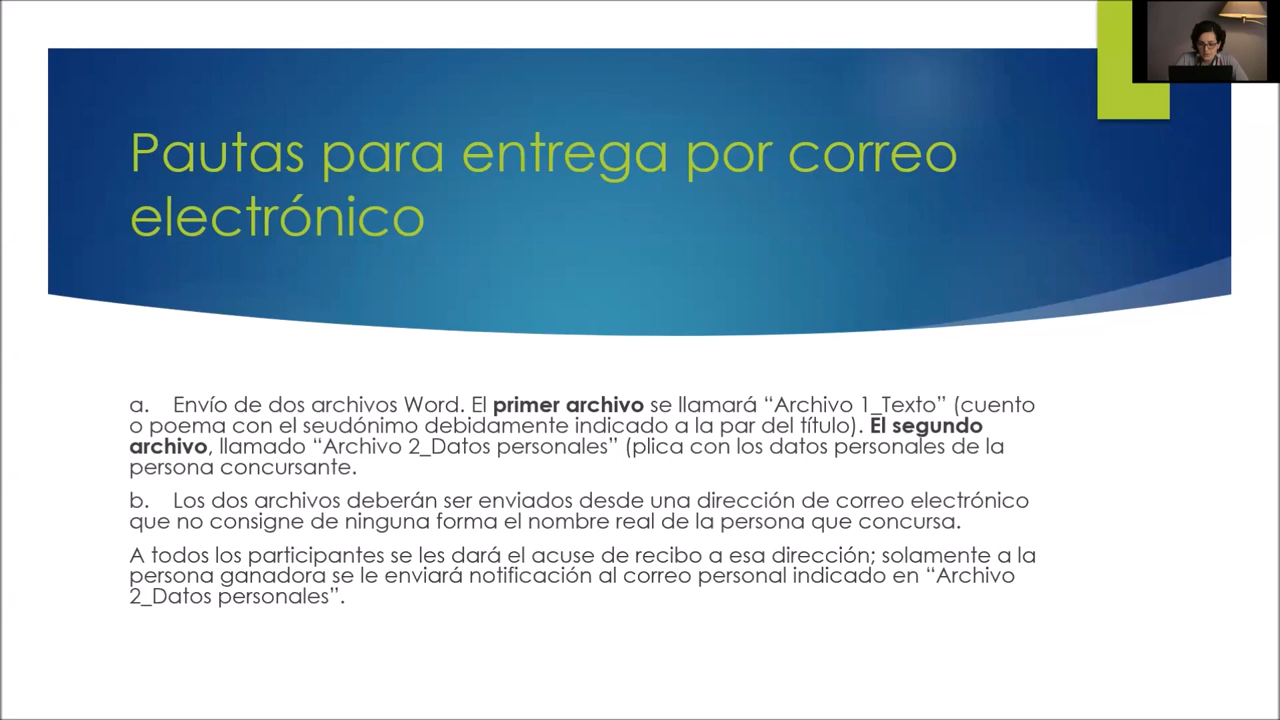 Pautas para entrega por correo
electrónico
a. Envío de dos archivos Word. El primer archivo se llamará “Archivo 1_Texto” (cuento
o poema con el seudónimo debidamente indicado a la par del título). El segundo
archivo, llamado “Archivo 2_Datos personales” (plica con los datos personales de la
persona concursante.
b. Los dos archivos deberán ser enviados desde una dirección de correo electrónico
que no consigne de ninguna forma el nombre real de la persona que concursa.
A todos los participantes se les dará el acuse de recibo a esa dirección; solamente a la
persona ganadora se le enviará notificación al correo personal indicado en “Archivo
2_Datos personales”.